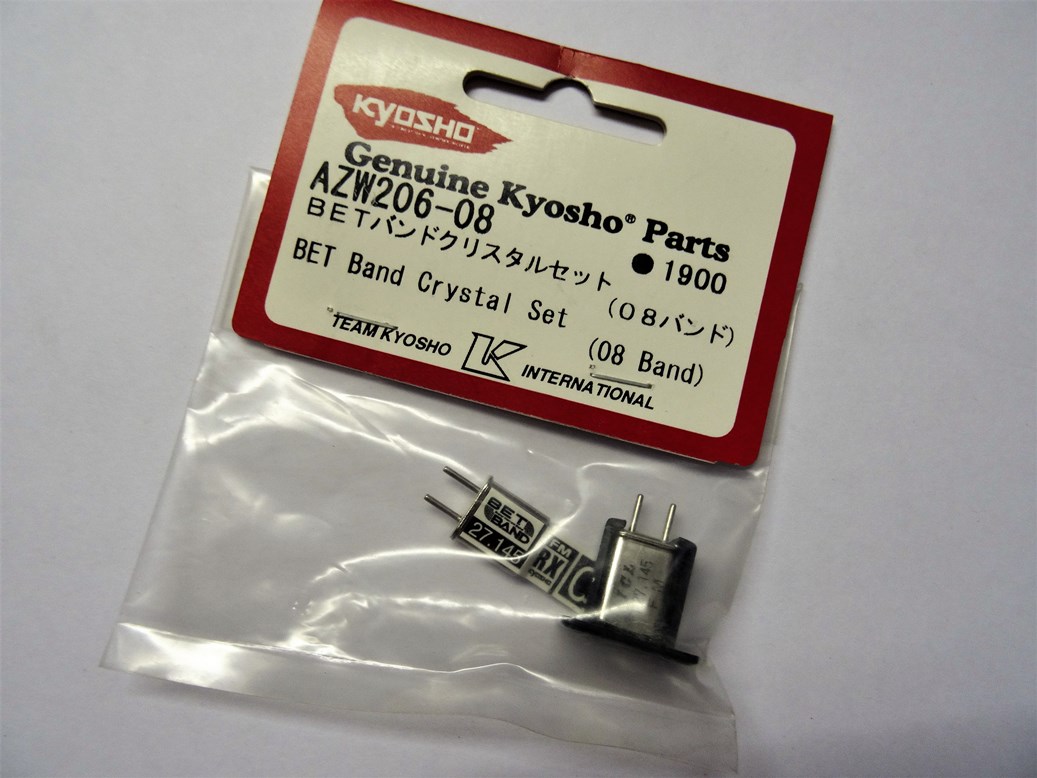 KYOSHO
Genuine Kyosho® Parts
AZW206-08
BETバンドクリスタルセット
●1900
(08バンド)
BET Band Crystal Set
(08 Band)
TEAM KYOSHO
INTERNATIONAL
BET
BAND
27.145
FM
RX
KYOSHO